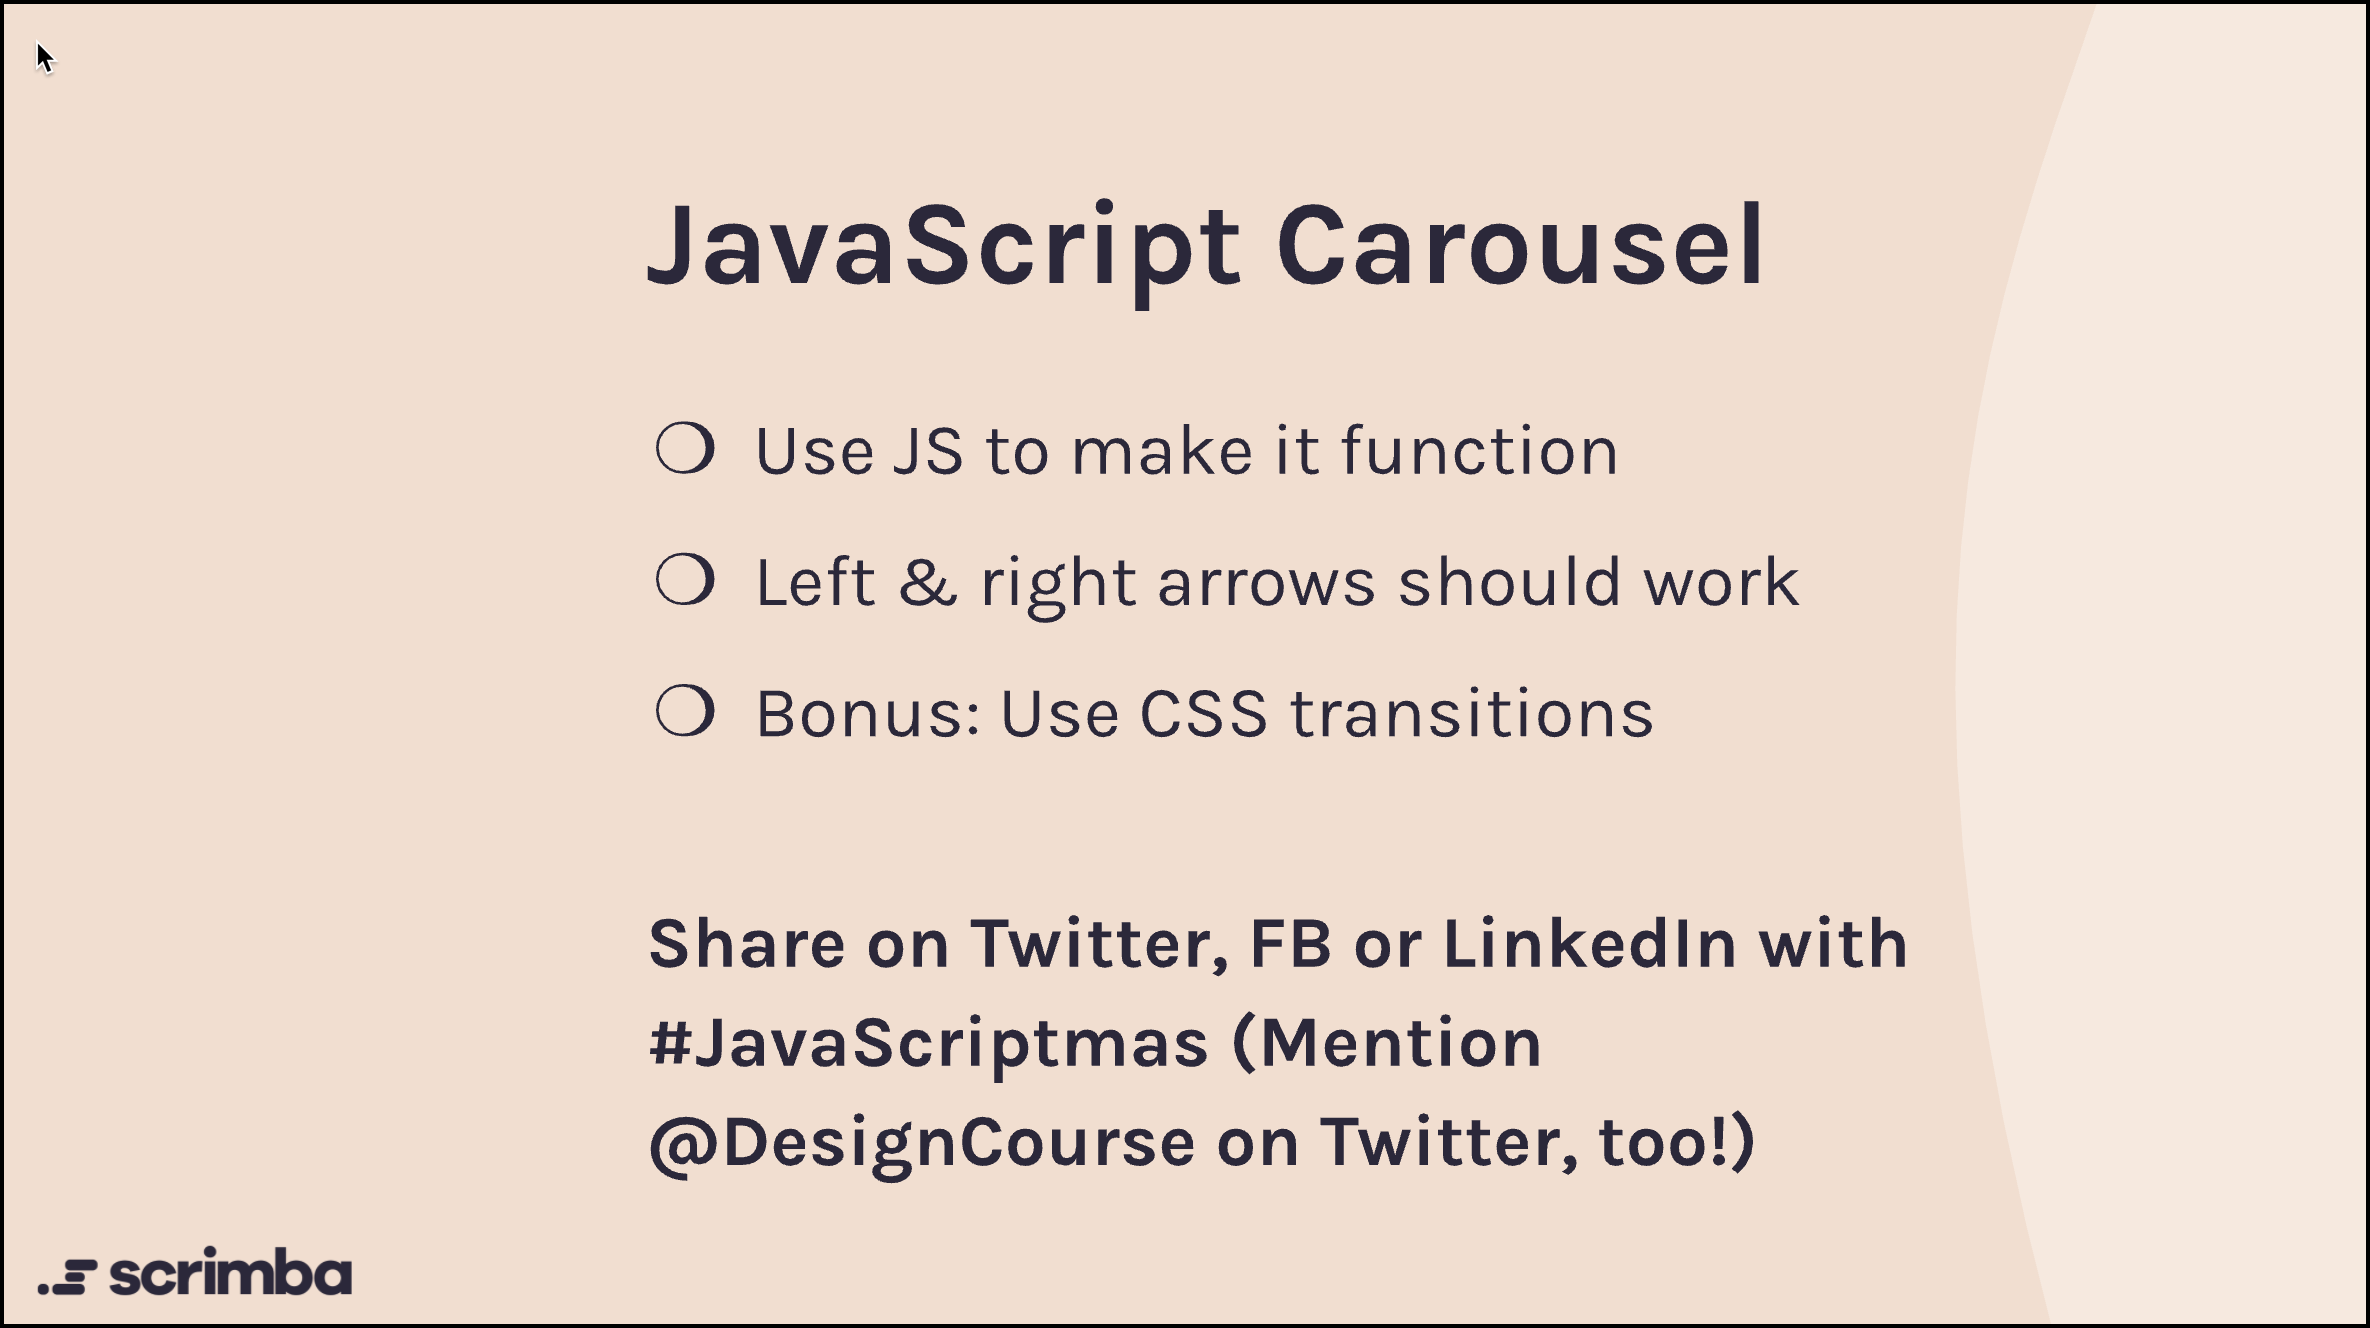 JavaScript Carousel
❍ Use JS to make it function
❍ Left & right arrows should work
❍ Bonus: Use CSS transitions
Share on Twitter, FB or LinkedIn with
#JavaScriptmas (Mention
@DesignCourse on Twitter, too!)
scrimba